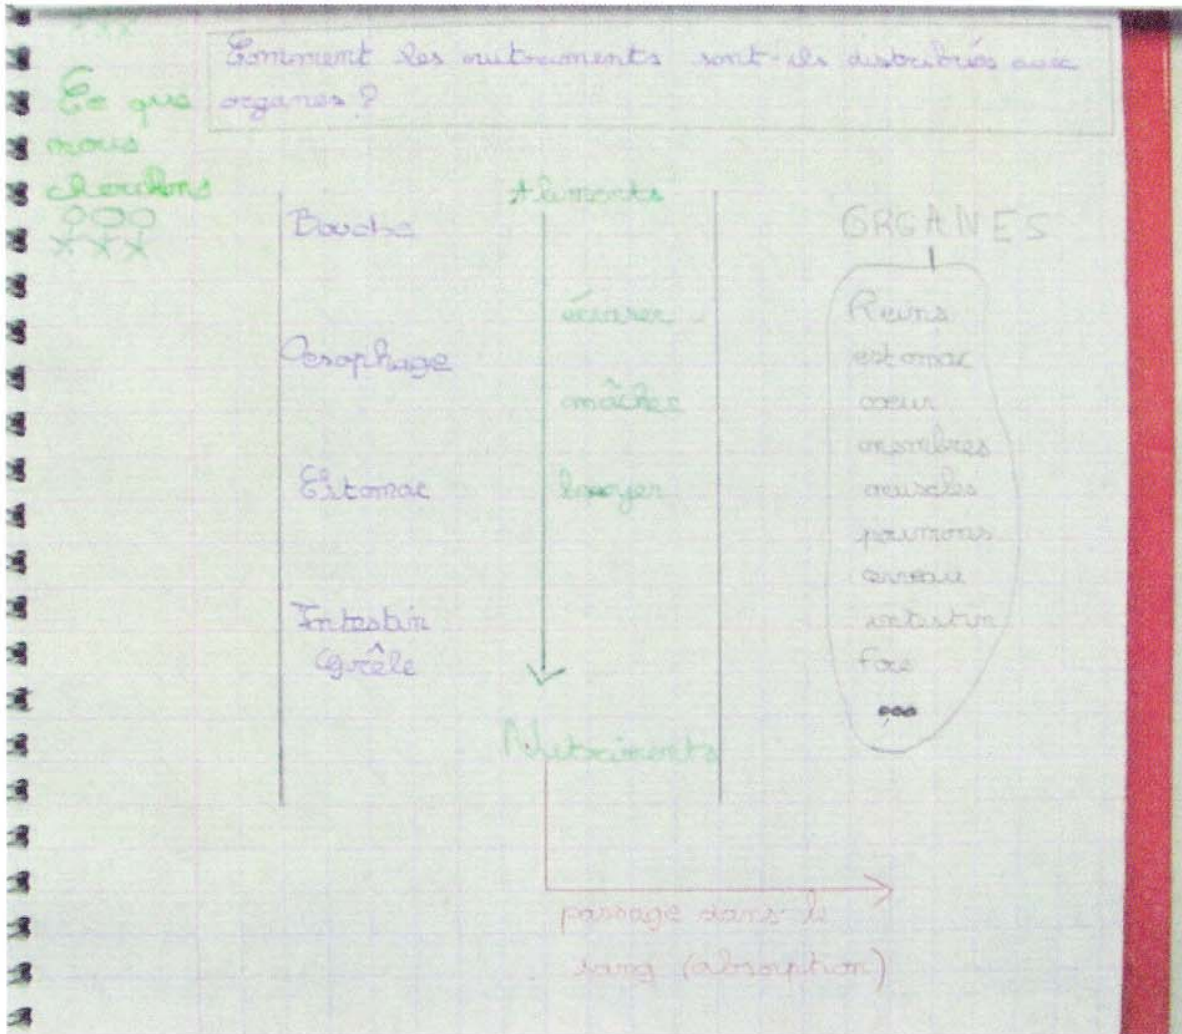 Comment les nutriments sont-ils distribués aux
organes ?
Ce que
nous
cherchons
Aliments
Bouche
écraser
Oesophage
mâcher
Estomac
broyer
Intestin
Grêle
Nutriments
passage dans le
sang (absorption)
ORGANES
Reins
estomac
coeur
membres
muscles
poumons
cerveau
intestin
Foie
...